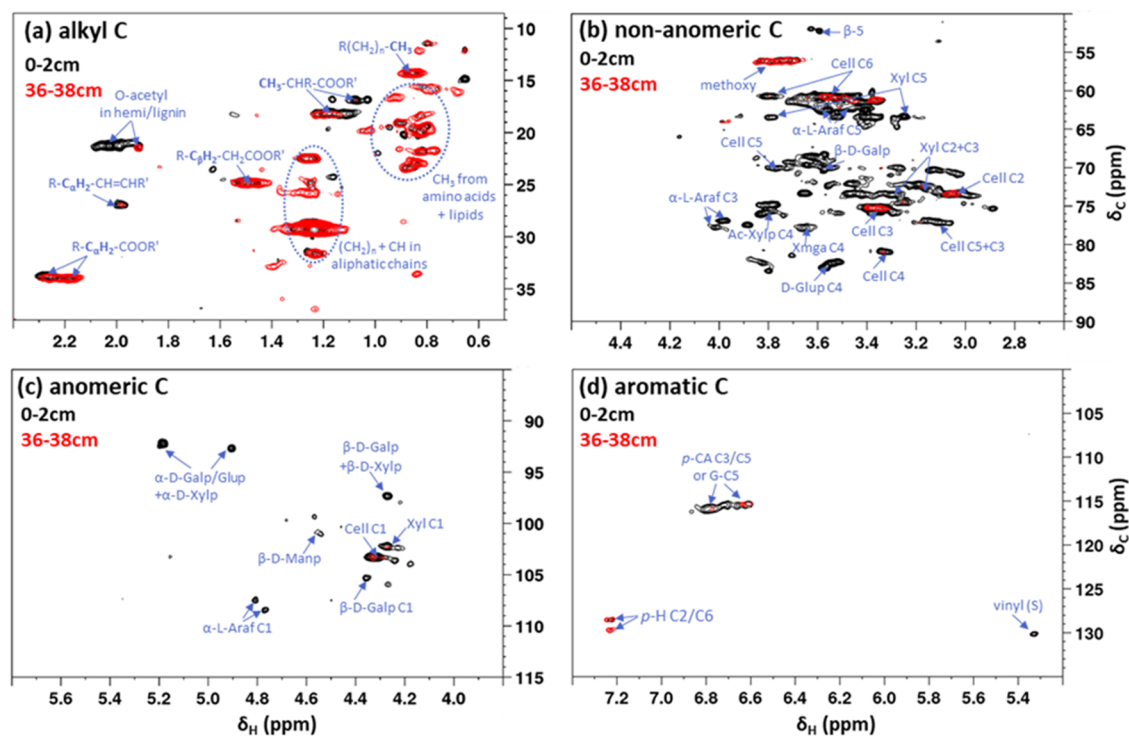 (a) alkyl C
0-2cm
36-38cm
R(CH2)n-CH3
CH3-CHR-COOR'
O-acetyl
in hemi/lignin
R-CβH2-CH2COOR'
R-CαH2-CH=CHR'
R-CαH2-COOR'
CH3 from
amino acids
+ lipids
(CH2)n + CH in
aliphatic chains
10
15
20
25
30
35
2.2 2.0 1.8 1.6 1.4 1.2 1.0 0.8 0.6
(b) non-anomeric C
0-2cm
36-38cm
β-5
Cell C6
Xyl C5
methoxy
α-L-Araf C5
Cell C5
β-D-Galp
Xyl C2+C3
Cell C2
α-L-Araf C3
Cell C3
Ac-Xylp C4
Xmga C4
Cell C5+C3
Cell C4
D-Glup C4
55
60
65
70
75
80
85
90
δC (ppm)
4.4 4.2 4.0 3.8 3.6 3.4 3.2 3.0 2.8
(c) anomeric C
0-2cm
36-38cm
β-D-Galp
+β-D-Xylp
α-D-Galp/Glup
+α-D-Xylp
Cell C1
Xyl C1
β-D-Manp
β-D-Galp C1
α-L-Araf C1
90
95
100
105
110
115
5.6 5.4 5.2 5.0 4.8 4.6 4.4 4.2 4.0
δH (ppm)
(d) aromatic C
0-2cm
36-38cm
p-CA C3/C5
or G-C5
p-H C2/C6
vinyl (S)
105
110
115
120
125
130
δC (ppm)
7.2 7.0 6.8 6.6 6.4 6.2 6.0 5.8 5.6 5.4
δH (ppm)